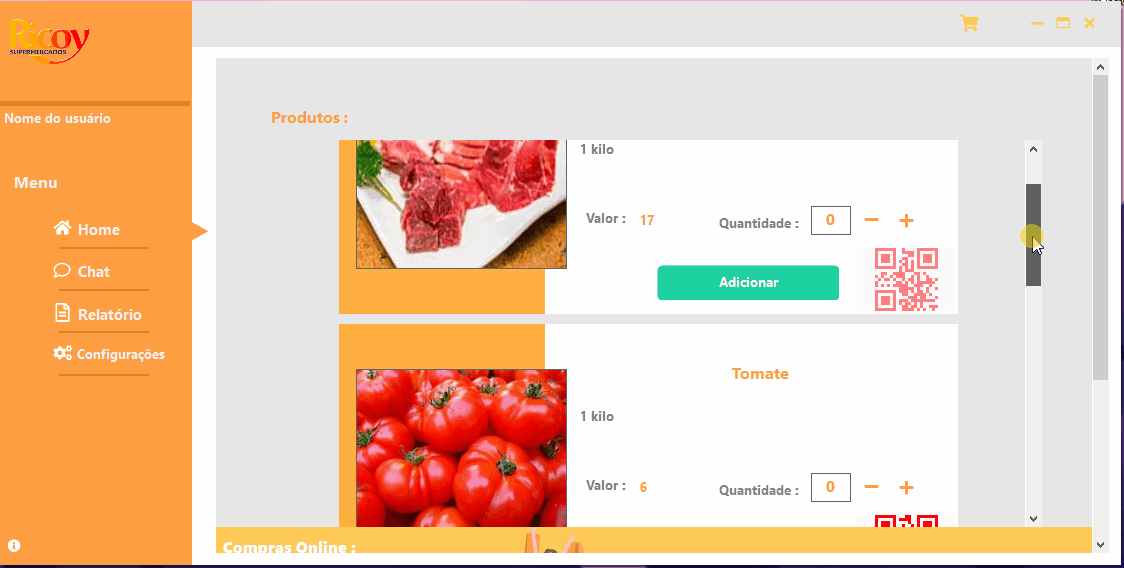 Ricoy
SUPERMERCADOS
Nome do usuário
Menu
Home
Chat
Relatório
Configurações
Produtos :
1 kilo
Valor :
17
Quantidade :
0
Adicionar
Tomate
1 kilo
Valor :
6
Quantidade :
0
Compras Online :